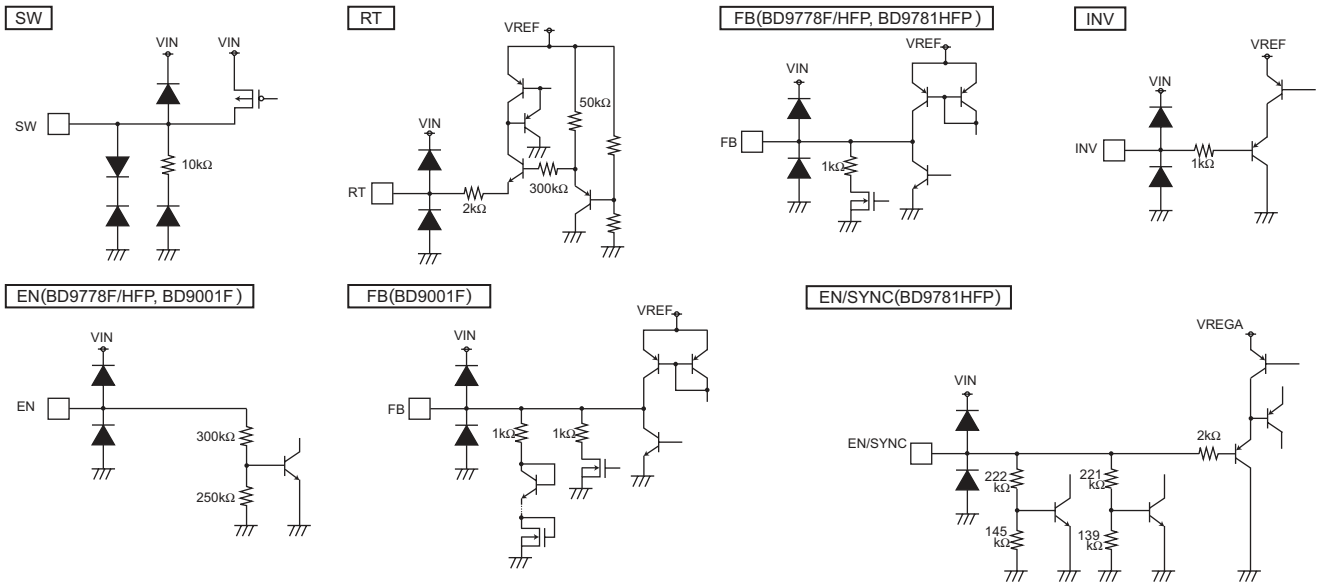 SW
VIN
VIN
SW
10kΩ
RT
VREF
50kΩ
VIN
300kΩ
RT
2kΩ
FB(BD9778F/HFP, BD9781HFP)
VREF
VIN
FB
1kΩ
INV
VREF
VIN
INV
1kΩ
EN(BD9778F/HFP, BD9001F)
VIN
EN
300kΩ
250kΩ
FB(BD9001F)
VREF
VIN
FB
1kΩ
1kΩ
EN/SYNC(BD9781HFP)
VREGA
VIN
EN/SYNC
2kΩ
222
kΩ
221
kΩ
145
kΩ
139
kΩ